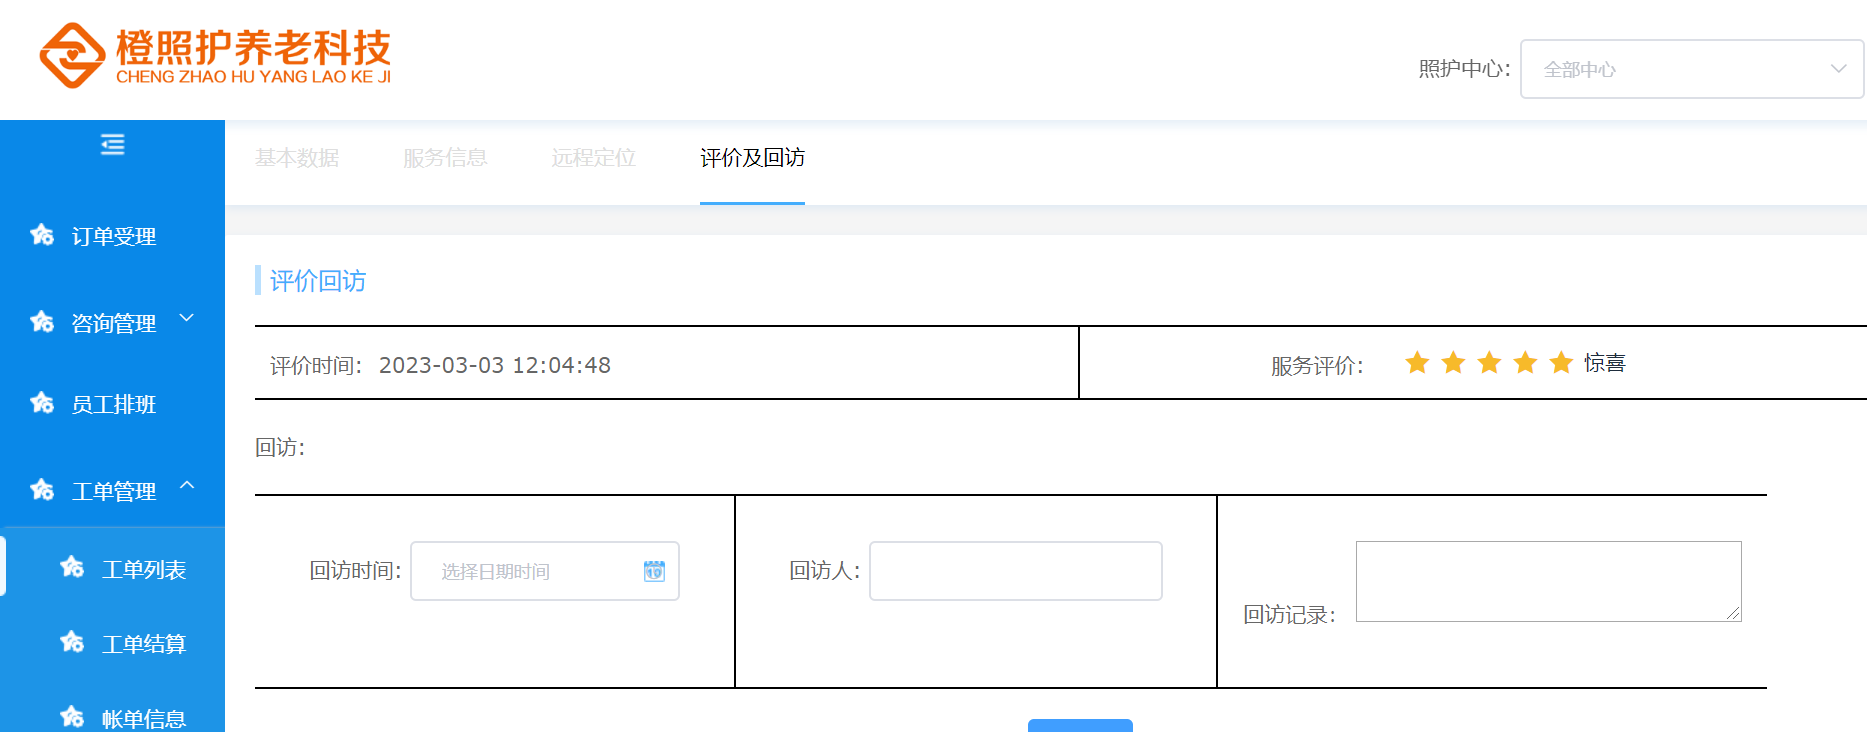 橙照护养老科技
CHENG ZHAO HU YANG LAO KE JI
照护中心: 全部中心
基本数据 服务信息 远程定位 评价及回访
订单受理
咨询管理
员工排班
工单管理
工单列表
工单结算
帐单信息
评价回访
评价时间: 2023-03-03 12:04:48
服务评价: 惊喜
回访:
回访时间: 选择日期时间
回访人:
回访记录: